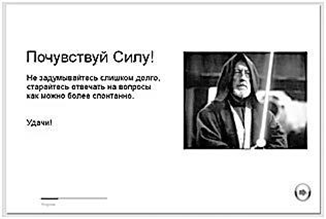 Почувствуй Силу!
Не задумывайтесь слишком долго,
старайтесь отвечать на вопросы
как можно более спонтанно.
Удачи!